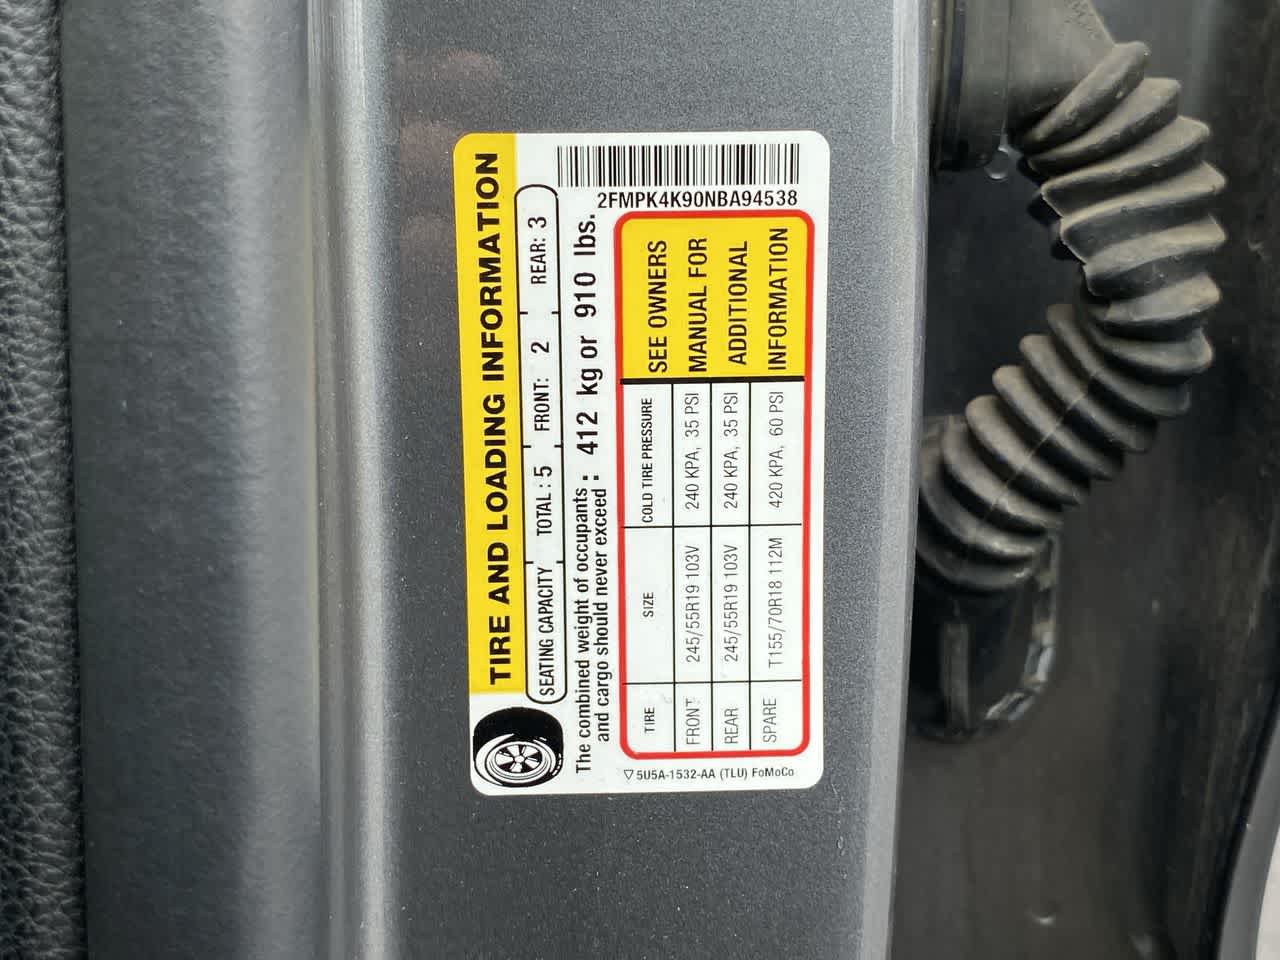 TIRE AND LOADING INFORMATION
SEATING CAPACITY TOTAL : 5 FRONT: 2 REAR: 3
The combined weight of occupants
and cargo should never exceed : 412 kg or 910 lbs.
2FMPK4K90NBA94538
TIRE SIZE COLD TIRE PRESSURE
FRONT 245/55R19 103V 240 KPA, 35 PSI
REAR 245/55R19 103V 240 KPA, 35 PSI
SPARE T155/70R18 112M 420 KPA, 60 PSI
SEE OWNERS
MANUAL FOR
ADDITIONAL
INFORMATION
5U5A-1532-AA (TLU) FoMoCo